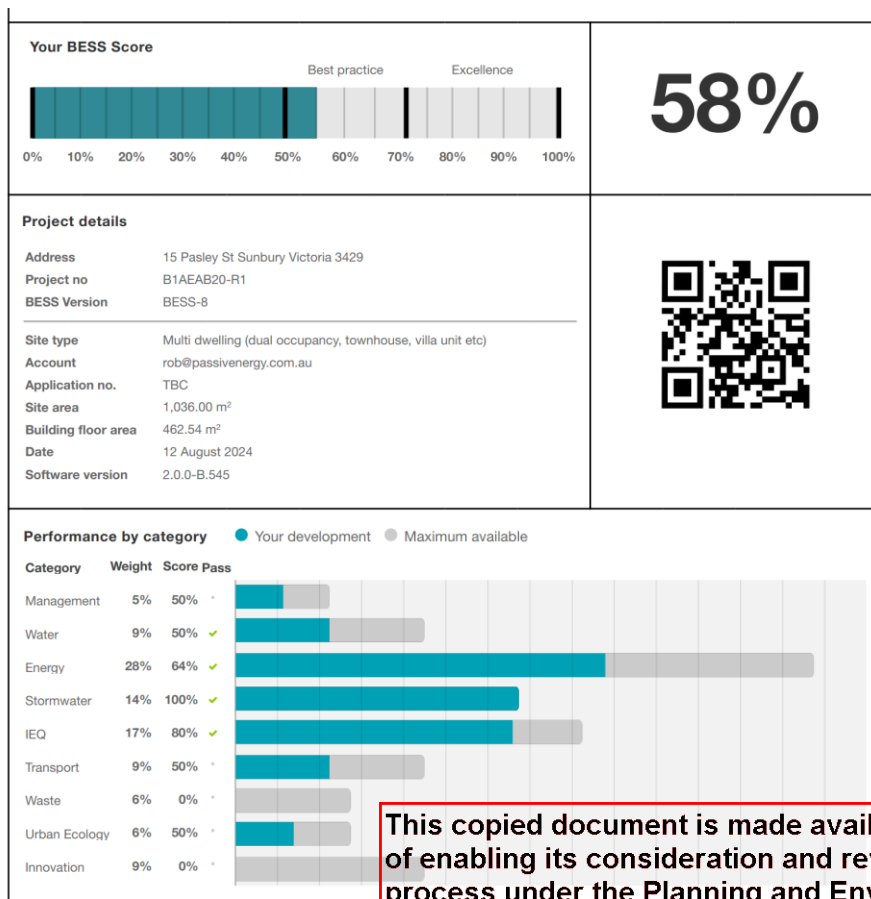 Your BESS Score
Best practice Excellence
0% 10% 20% 30% 40% 50% 60% 70% 80% 90% 100%
58%
Project details
Address 15 Pasley St Sunbury Victoria 3429
Project no B1AEAB20-R1
BESS Version BESS-8
Site type Multi dwelling (dual occupancy, townhouse, villa unit etc)
Account rob@passivenergy.com.au
Application no. TBC
Site area 1,036.00 m²
Building floor area 462.54 m²
Date 12 August 2024
Software version 2.0.0-B.545
Performance by category Your development Maximum available
Category Weight Score Pass
Management 5% 50% *
Water 9% 50% ✔
Energy 28% 64% ✔
Stormwater 14% 100% ✔
IEQ 17% 80% ✔
Transport 9% 50% *
Waste 6% 0% *
Urban Ecology 6% 50% *
Innovation 9% 0% *
This copied document is made avail
of enabling its consideration and rev
process under the Planning and Env